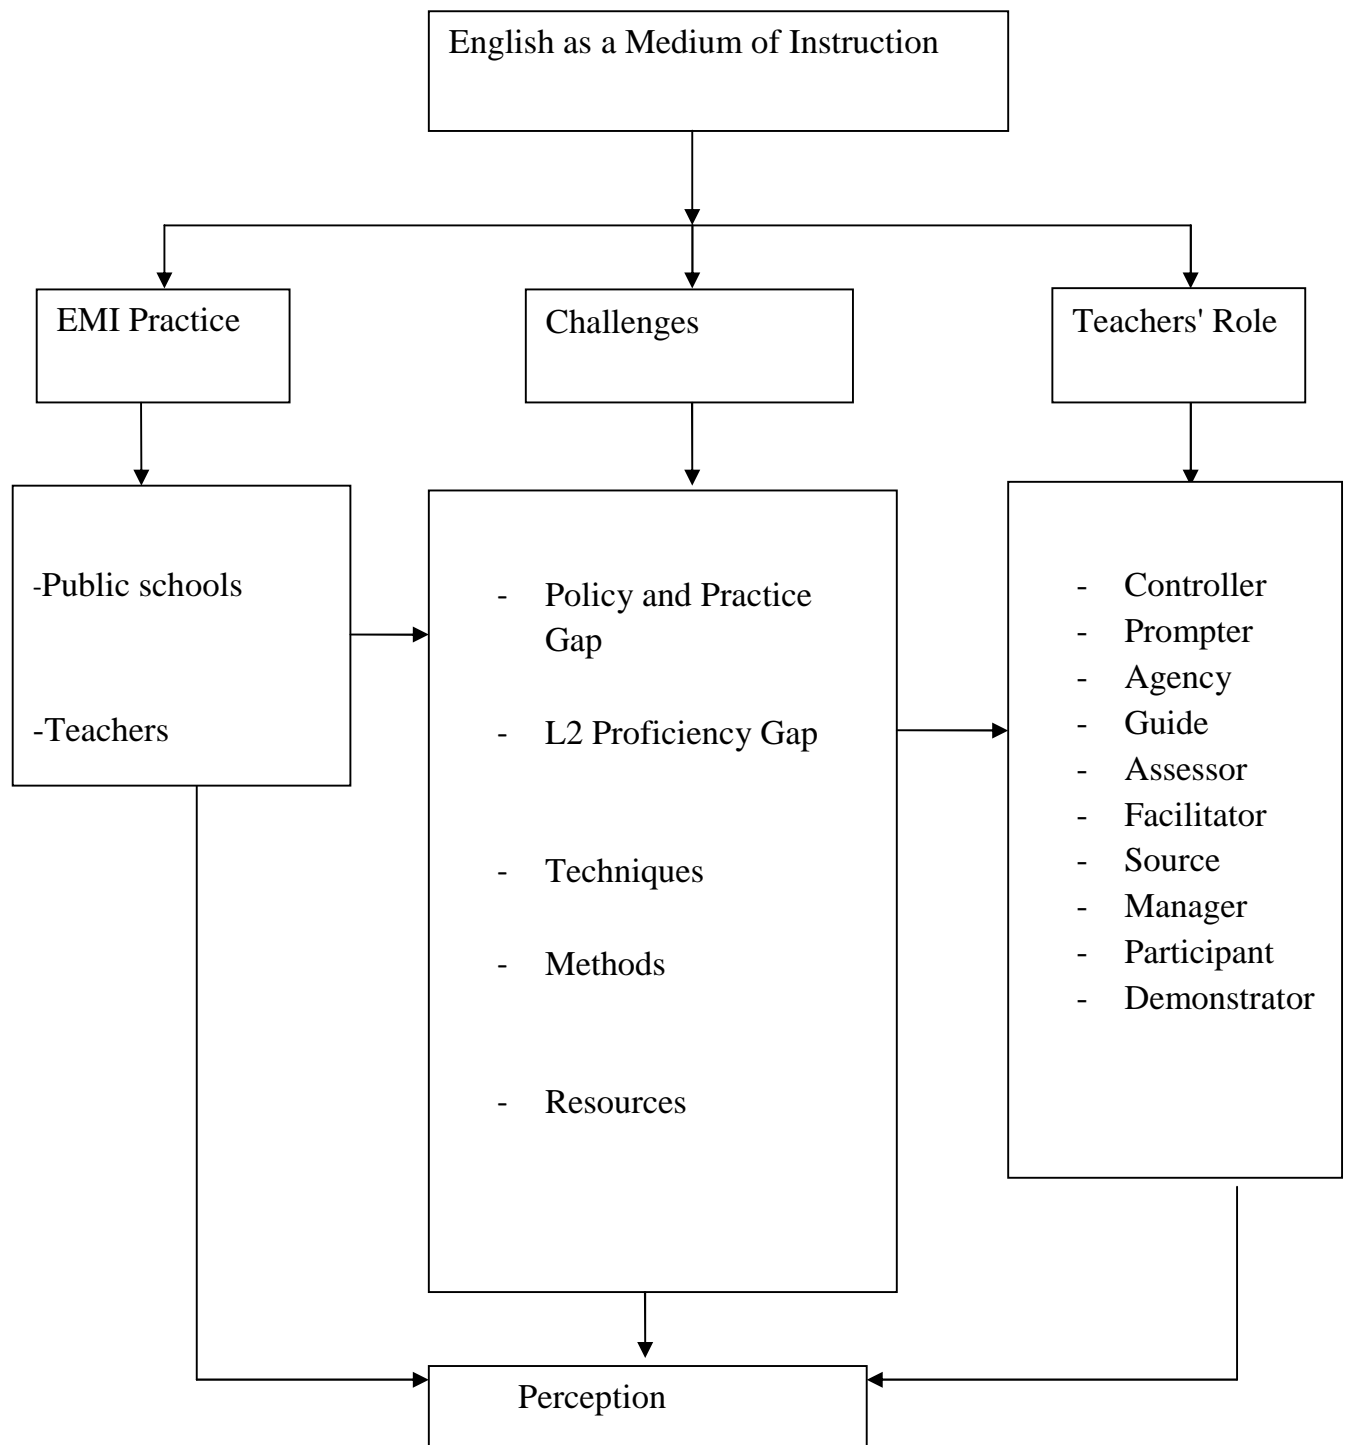 English as a Medium of Instruction
EMI Practice
Challenges
Teachers' Role
-Public schools
-Teachers
- Policy and Practice
Gap
- L2 Proficiency Gap
- Techniques
- Methods
- Resources
- Controller
- Prompter
- Agency
- Guide
- Assessor
- Facilitator
- Source
- Manager
- Participant
- Demonstrator
Perception